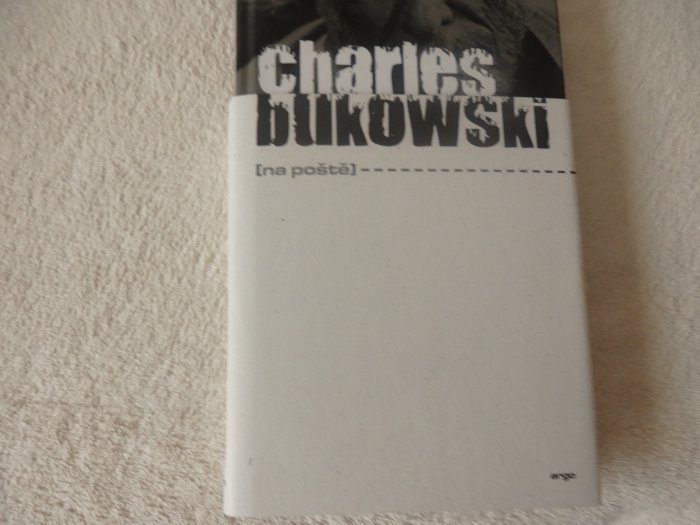 charles
bukowski
[na poště]
argo